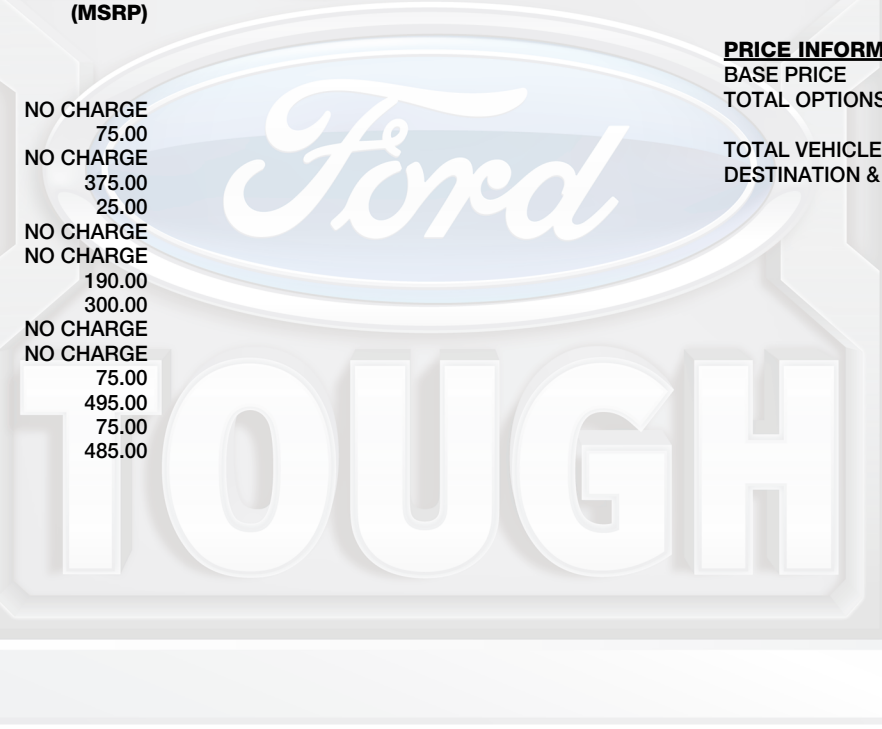 (MSRP)
NO CHARGE
75.00
NO CHARGE
375.00
25.00
NO CHARGE
NO CHARGE
190.00
300.00
NO CHARGE
NO CHARGE
75.00
495.00
75.00
485.00
PRICE INFORM
BASE PRICE
TOTAL OPTIONS
TOTAL VEHICLE
DESTINATION &
Ford
TOUGH